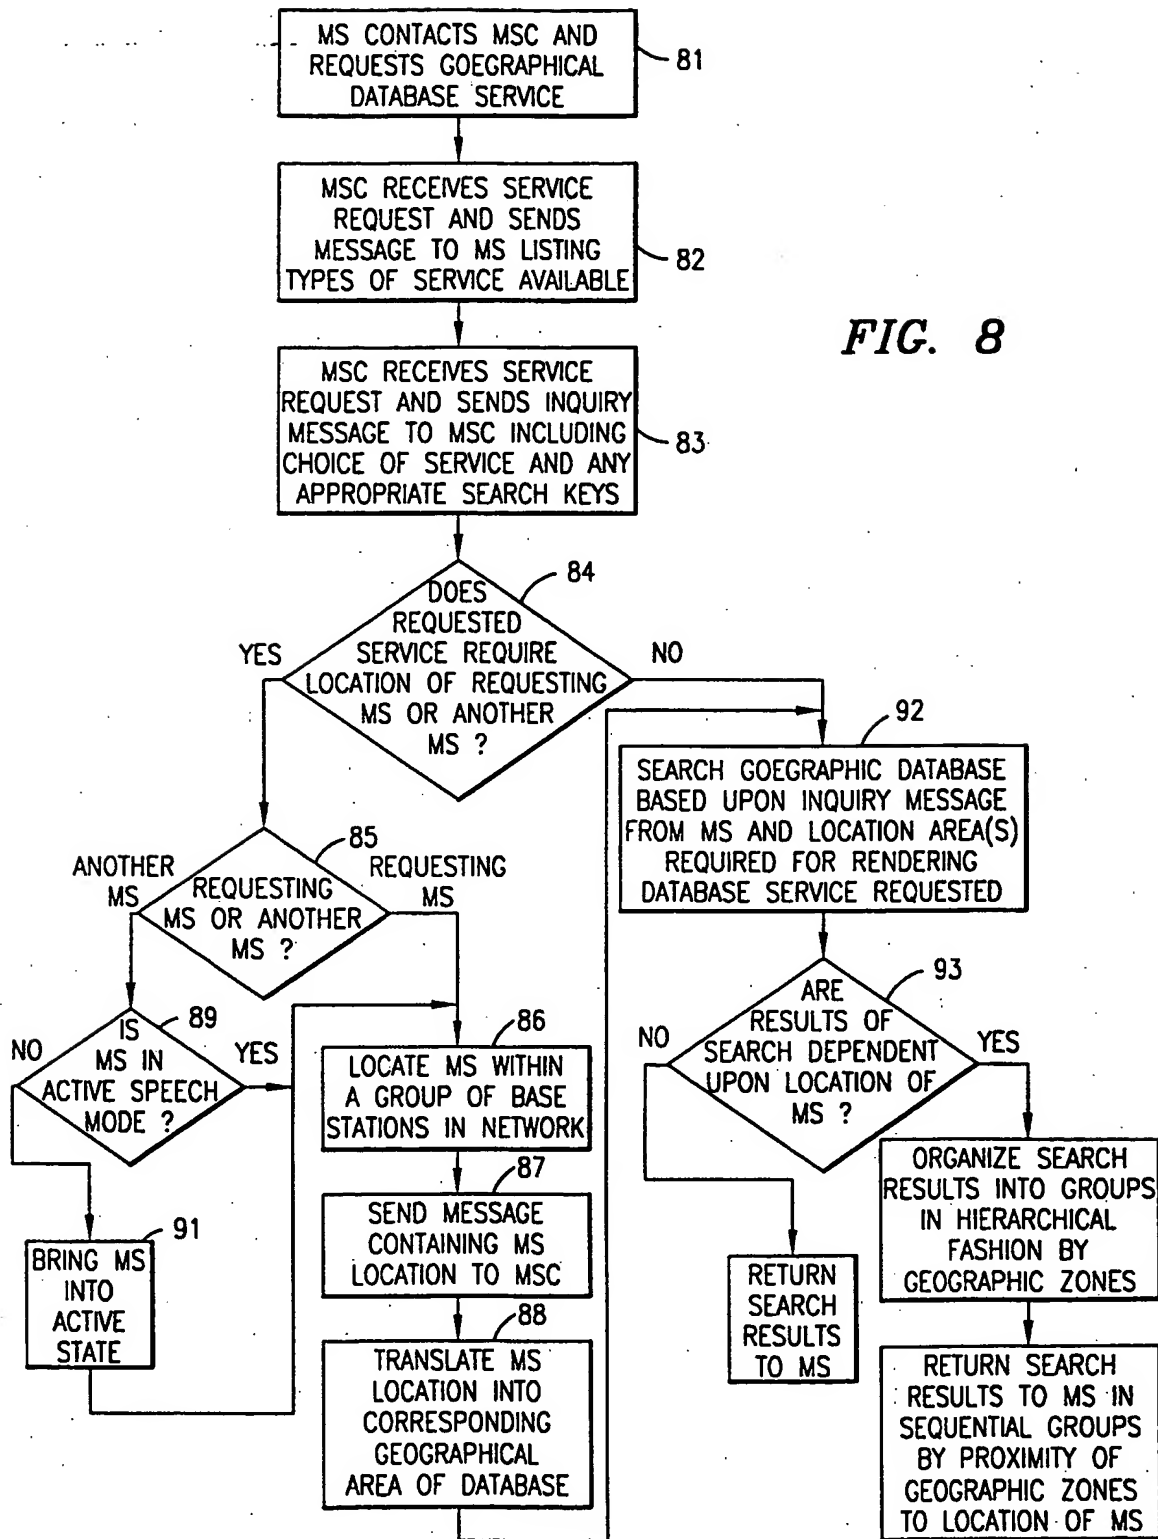 MS CONTACTS MSC AND
REQUESTS GOEGRAPHICAL
DATABASE SERVICE
81
MSC RECEIVES SERVICE
REQUEST AND SENDS
MESSAGE TO MS LISTING
TYPES OF SERVICE AVAILABLE
82
FIG. 8
MSC RECEIVES SERVICE
REQUEST AND SENDS INQUIRY
MESSAGE TO MSC INCLUDING
CHOICE OF SERVICE AND ANY
APPROPRIATE SEARCH KEYS
83
84
DOES
REQUESTED
SERVICE REQUIRE
LOCATION OF REQUESTING
MS OR ANOTHER
MS ?
YES
NO
85
ANOTHER
MS
REQUESTING
MS
REQUESTING
MS OR ANOTHER
MS ?
89
IS
MS IN
ACTIVE SPEECH
MODE ?
NO
YES
91
BRING MS
INTO
ACTIVE
STATE
86
LOCATE MS WITHIN
A GROUP OF BASE
STATIONS IN NETWORK
87
SEND MESSAGE
CONTAINING MS
LOCATION TO MSC
88
TRANSLATE MS
LOCATION INTO
CORRESPONDING
GEOGRAPHICAL
AREA OF DATABASE
92
SEARCH GOEGRAPHIC DATABASE
BASED UPON INQUIRY MESSAGE
FROM MS AND LOCATION AREA(S)
REQUIRED FOR RENDERING
DATABASE SERVICE REQUESTED
93
ARE
RESULTS OF
SEARCH DEPENDENT
UPON LOCATION OF
MS ?
NO
YES
RETURN
SEARCH
RESULTS
TO MS
ORGANIZE SEARCH
RESULTS INTO GROUPS
IN HIERARCHICAL
FASHION BY
GEOGRAPHIC ZONES
RETURN SEARCH
RESULTS TO MS IN
SEQUENTIAL GROUPS
BY PROXIMITY OF
GEOGRAPHIC ZONES
TO LOCATION OF MS